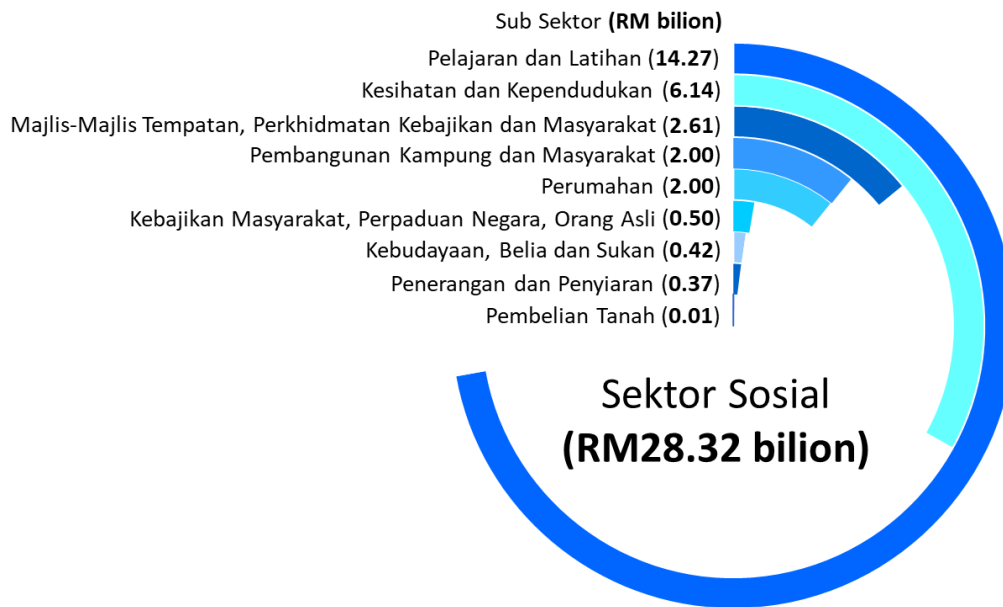 Sub Sektor (RM bilion)
Pelajaran dan Latihan (14.27)
Kesihatan dan Kependudukan (6.14)
Majlis-Majlis Tempatan, Perkhidmatan Kebajikan dan Masyarakat (2.61)
Pembangunan Kampung dan Masyarakat (2.00)
Perumahan (2.00)
Kebajikan Masyarakat, Perpaduan Negara, Orang Asli (0.50)
Kebudayaan, Belia dan Sukan (0.42)
Penerangan dan Penyiaran (0.37)
Pembelian Tanah (0.01)
Sektor Sosial
(RM28.32 bilion)